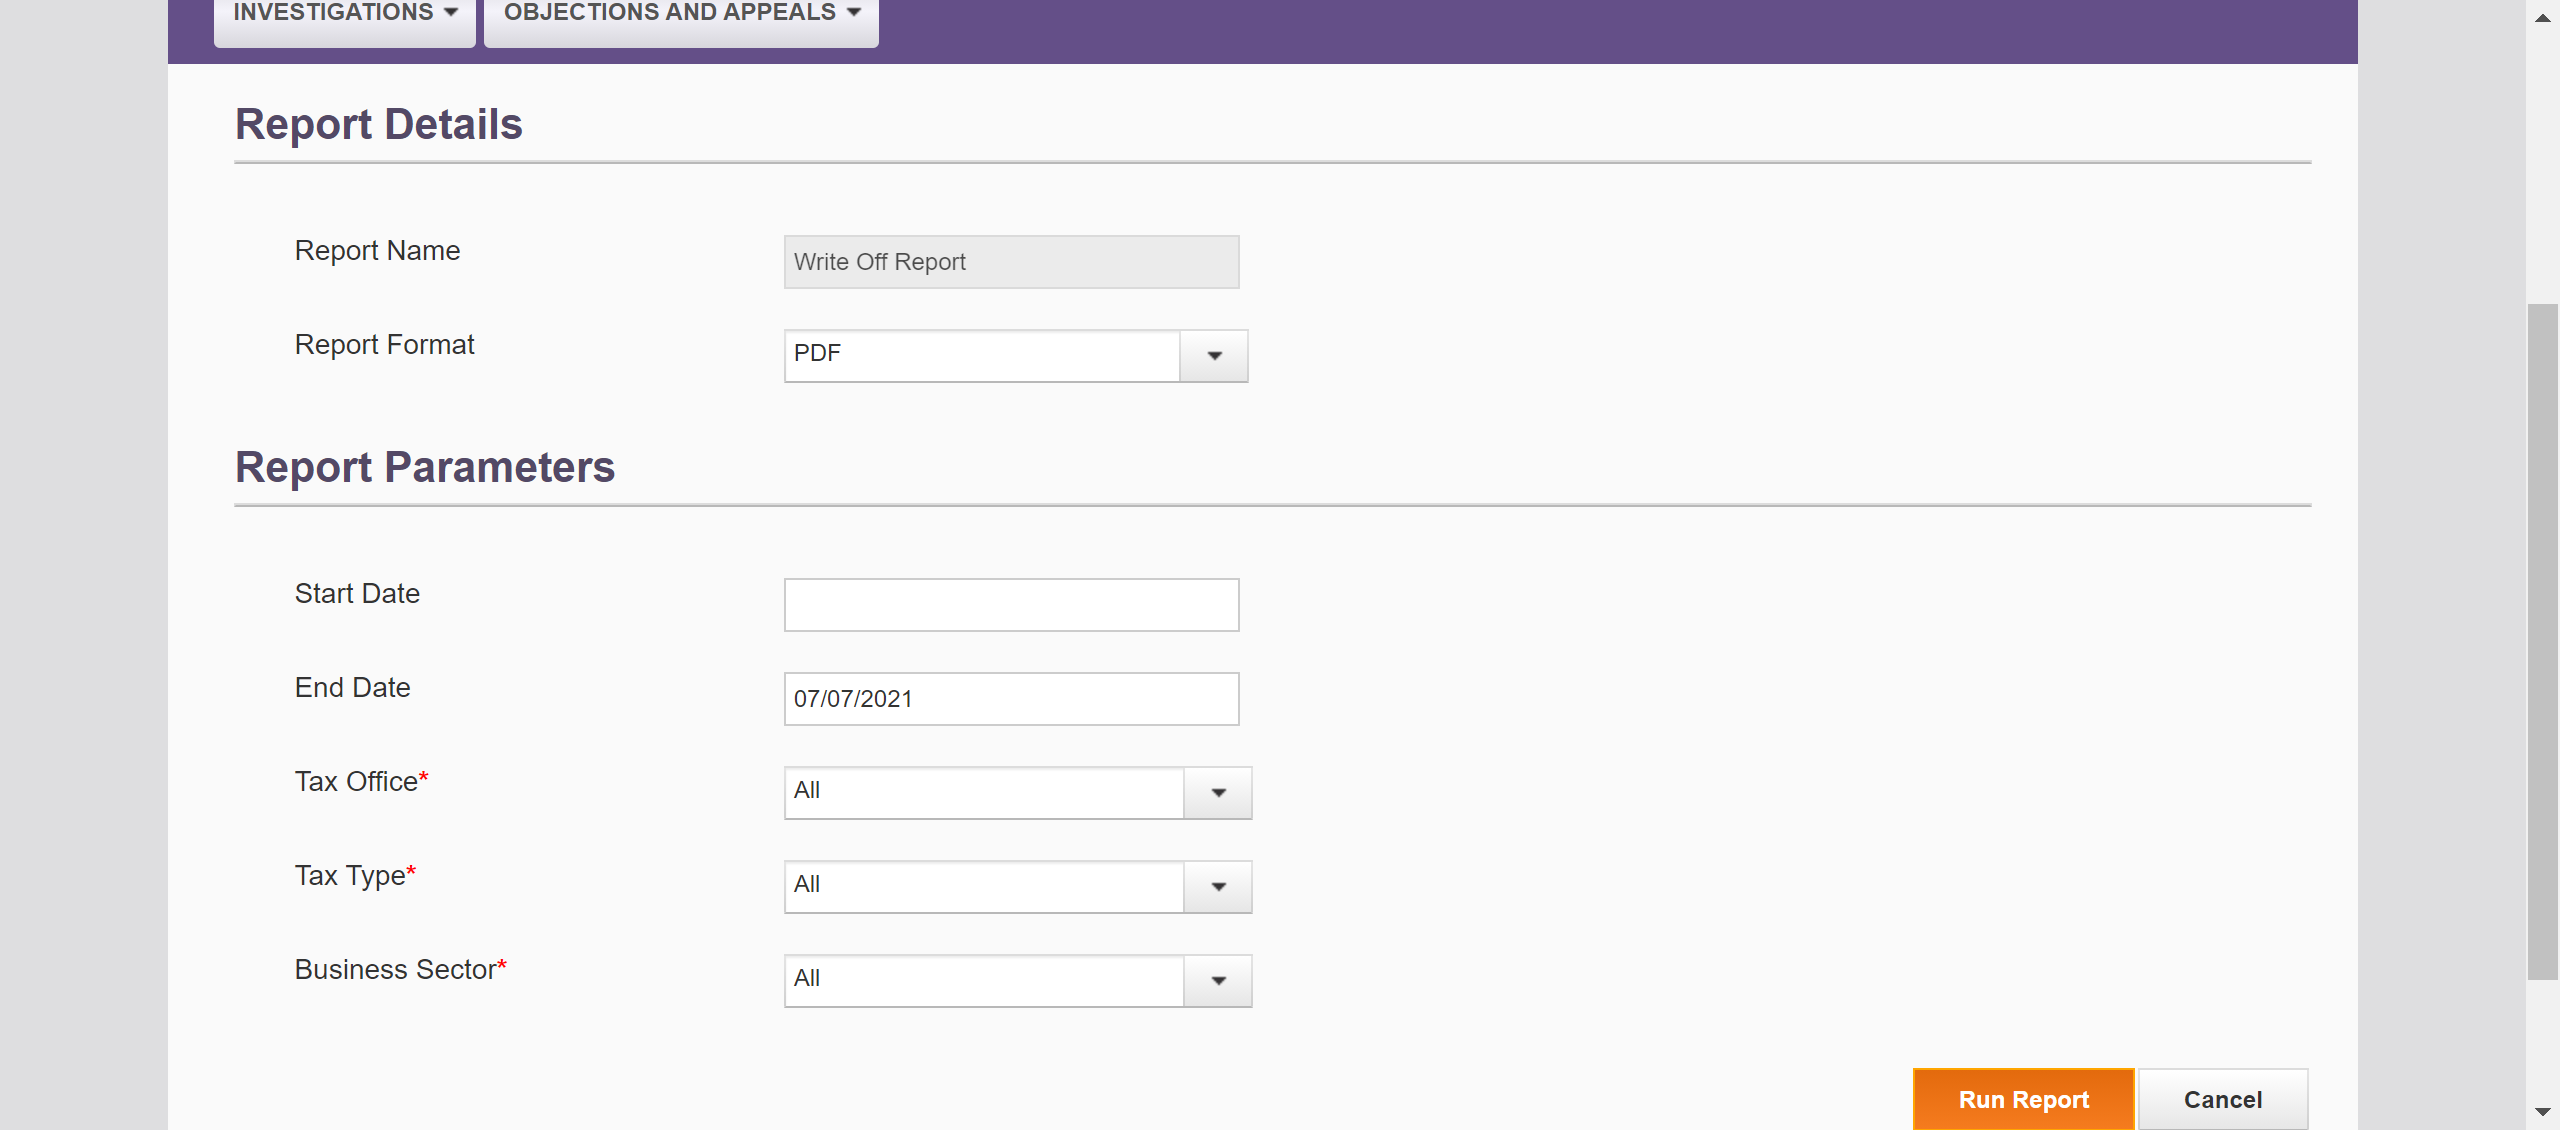 INVESTIGATIONS OBJECTIONS AND APPEALS
Report Details
Report Name Write Off Report
Report Format PDF
Report Parameters
Start Date
End Date 07/07/2021
Tax Office* All
Tax Type* All
Business Sector* All
Run Report Cancel